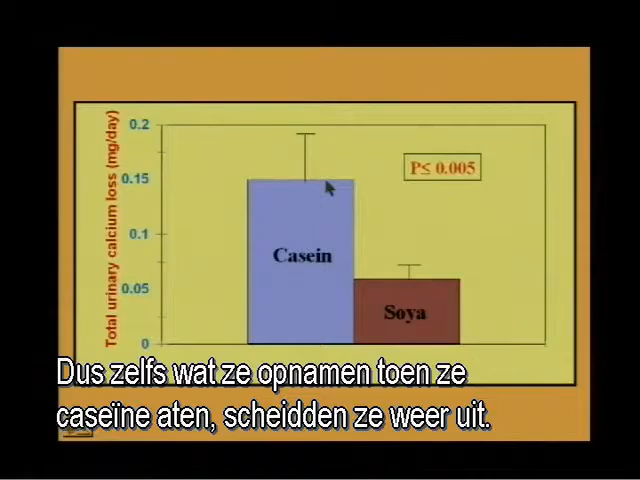 0.2
0.15
0.1
0.05
0
Total urinary calcium loss (mg/day)
P≤ 0.005
Casein
Soya
Dus zelfs wat ze opnamen toen ze
caseïne aten, scheidden ze weer uit.